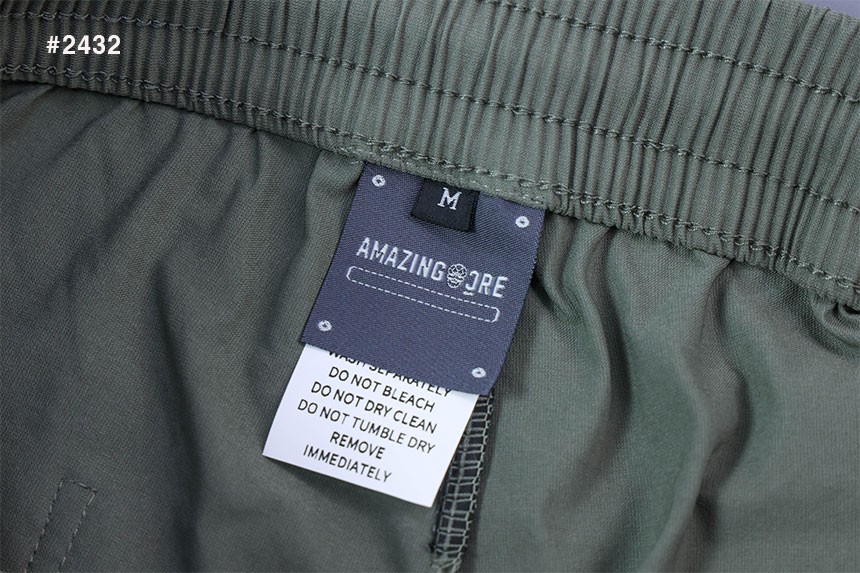 #2432
M
AMAZING ORE
WASH SEPARATELY
DO NOT BLEACH
DO NOT DRY CLEAN
DO NOT TUMBLE DRY
REMOVE
IMMEDIATELY